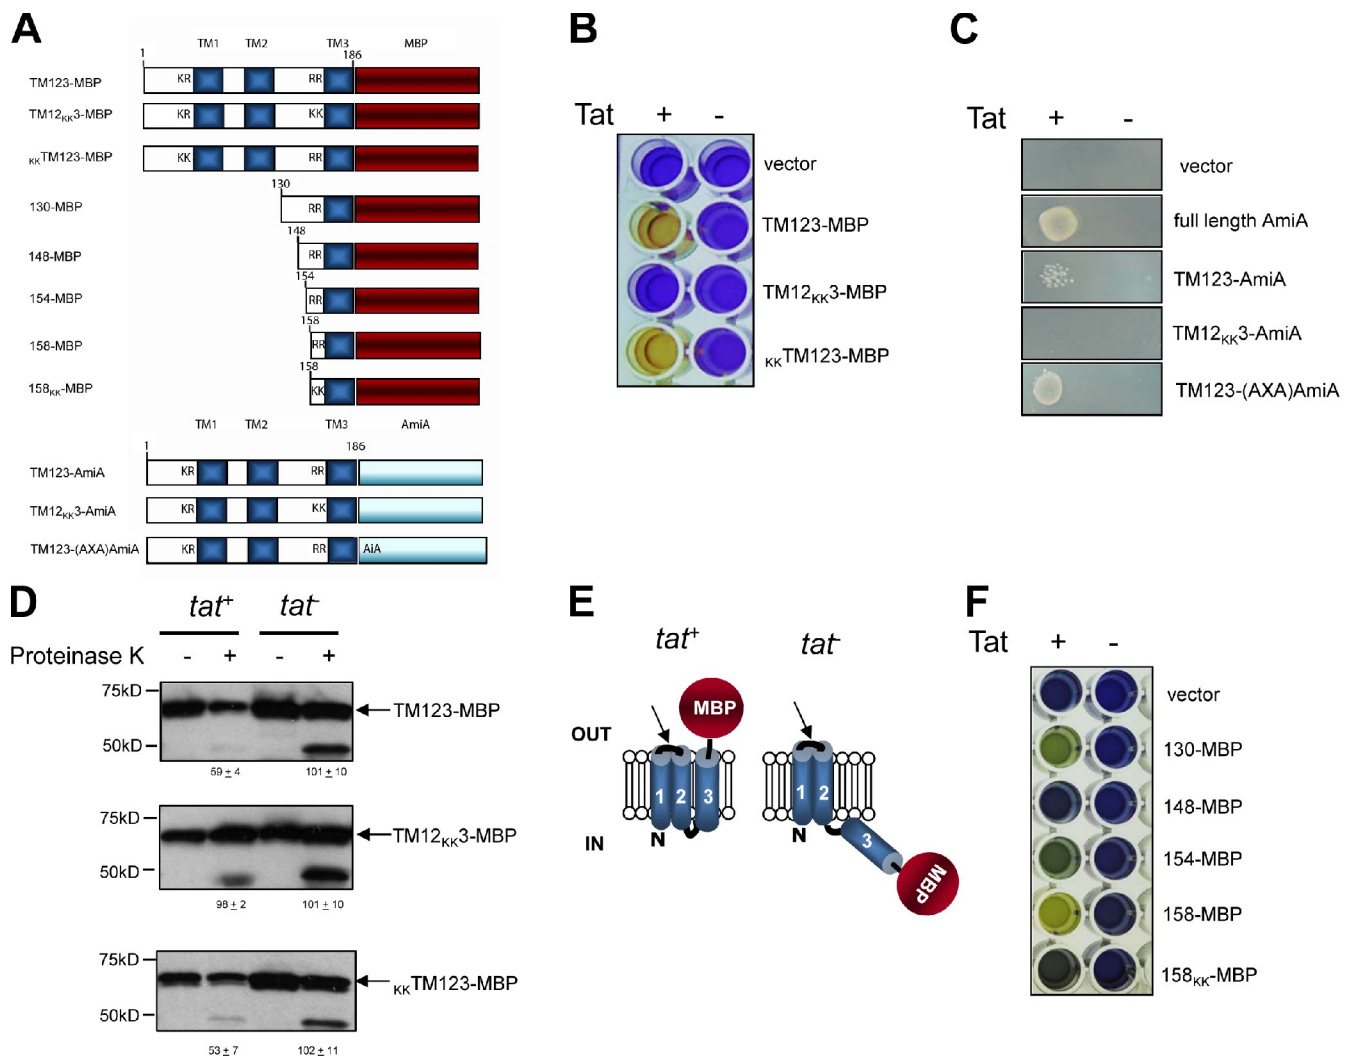 A
TM1 TM2 TM3 MBP
1 186
TM123-MBP KR RR
TM12KK3-MBP KR KK
KKTM123-MBP KK RR
130
130-MBP RR
148
148-MBP RR
154
154-MBP RR
158
158-MBP RR
158
158KK-MBP KK
TM1 TM2 TM3 AmiA
1 186
TM123-AmiA KR RR
TM12KK3-AmiA KR KK
TM123-(AXA)AmiA KR RR AiA
B
Tat + -
vector
TM123-MBP
TM12KK3-MBP
KKTM123-MBP
C
Tat + -
vector
full length AmiA
TM123-AmiA
TM12KK3-AmiA
TM123-(AXA)AmiA
D
tat+ tat-
Proteinase K - + - +
75kD
TM123-MBP
50kD
59 ± 4 101 ± 10
75kD
TM12KK3-MBP
50kD
98 ± 2 101 ± 10
75kD
KKTM123-MBP
50kD
53 ± 7 102 ± 11
E
tat+ tat-
MBP
OUT
1 2 3 1 2
N N
IN
3
MBP
F
Tat + -
vector
130-MBP
148-MBP
154-MBP
158-MBP
158KK-MBP